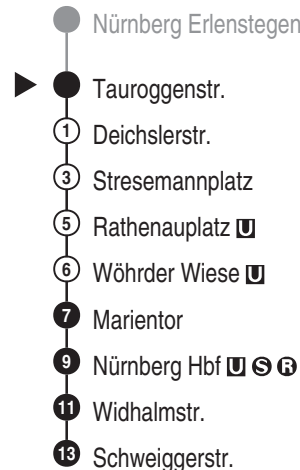 Nürnberg Erlenstegen
Tauroggenstr.
1 Deichslerstr.
3 Stresemannplatz
5 Rathenauplatz U
6 Wöhrder Wiese U
7 Marientor
9 Nürnberg Hbf U S R
11 Widhalmstr.
13 Schweiggerstr.